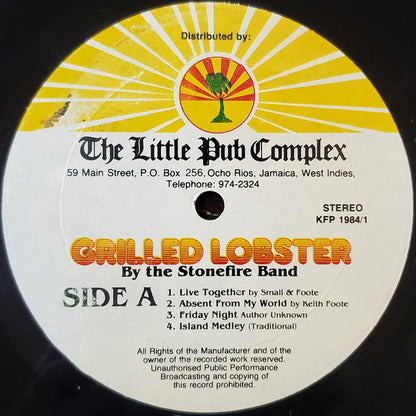 Distributed by:
The Little Pub Complex
59 Main Street, P.O. Box 256, Ocho Rios, Jamaica, West Indies,
Telephone: 974-2324
STEREO
KFP 1984/1
GRILLED LOBSTER
By the Stonefire Band
SIDE A
1. Live Together by Small & Foote
2. Absent From My World by Keith Foote
3. Friday Night Author Unknown
4. Island Medley (Traditional)
All Rights of the Manufacturer and of the
owner of the recorded work reserved.
Unauthorised Public Performance
Broadcasting and copying of
this record prohibited.